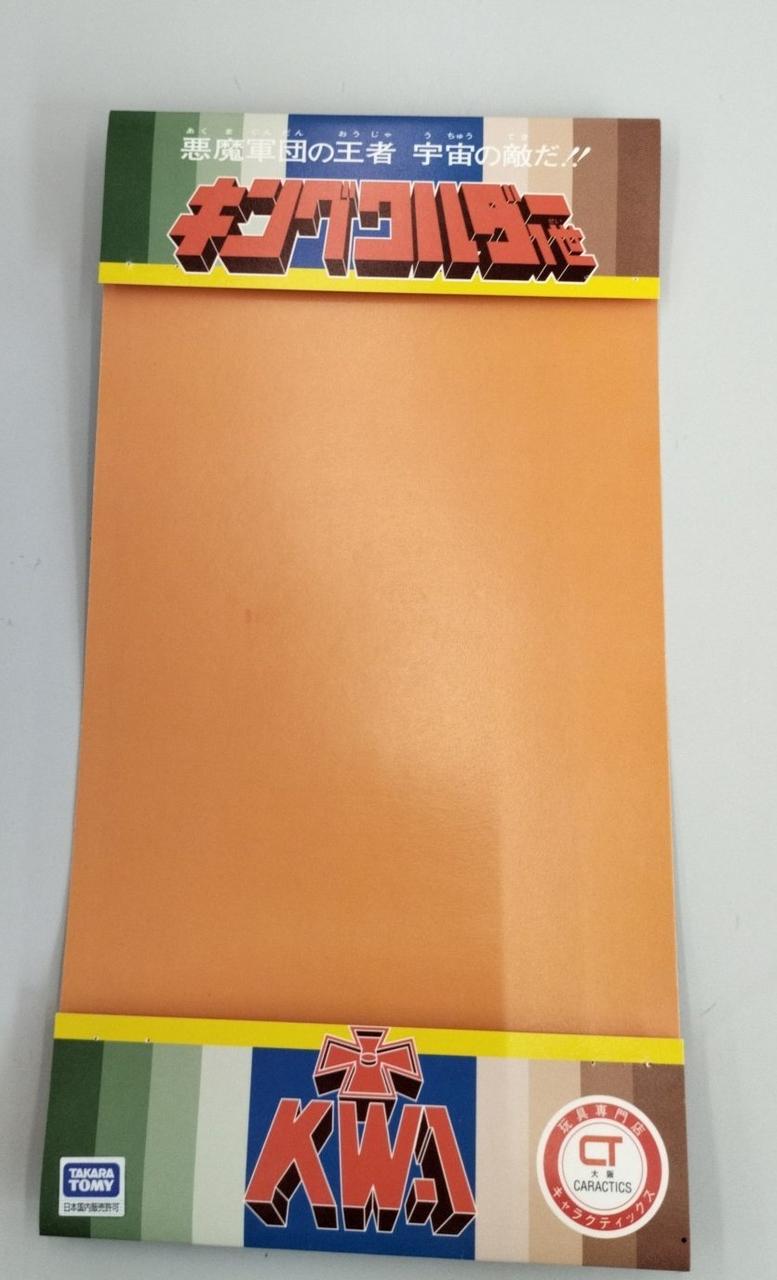 あくまぐんだん おうじゃ うちゅう てき
悪魔軍団の王者 宇宙の敵だ!!
キングワルダー1世
せい
KW1
TAKARA
TOMY
日本国内販売許可
玩具専門店
CT
大阪
CARACTICS
キャラクティックス